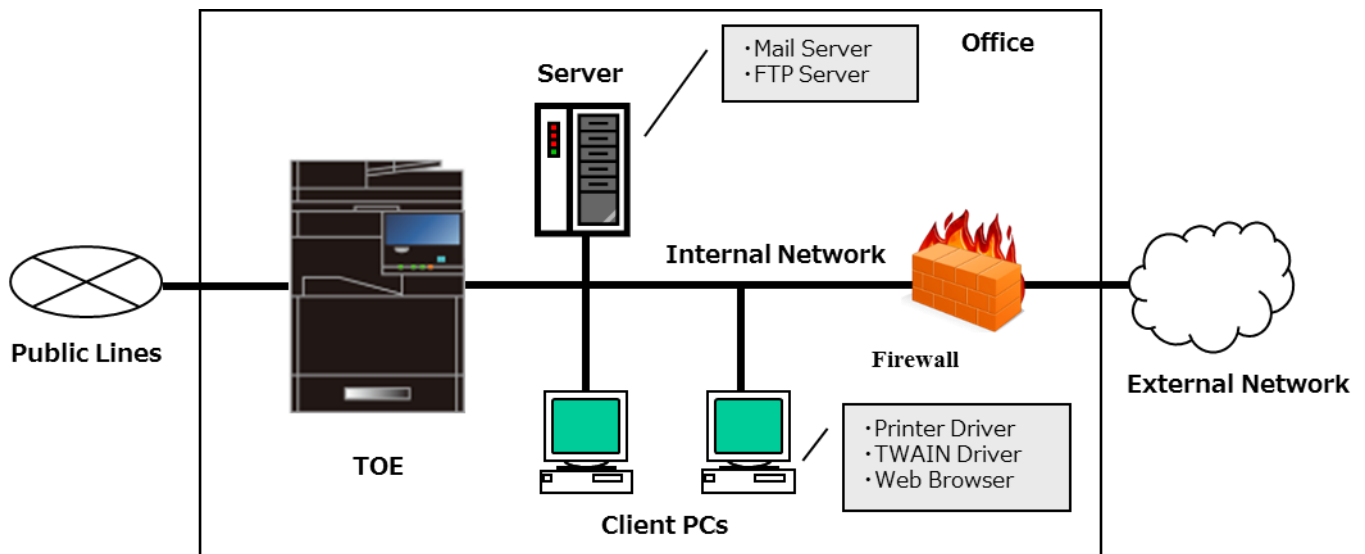 Office
・Mail Server
・FTP Server
Server
Internal Network
Public Lines
Firewall
External Network
TOE
・Printer Driver
・TWAIN Driver
・Web Browser
Client PCs